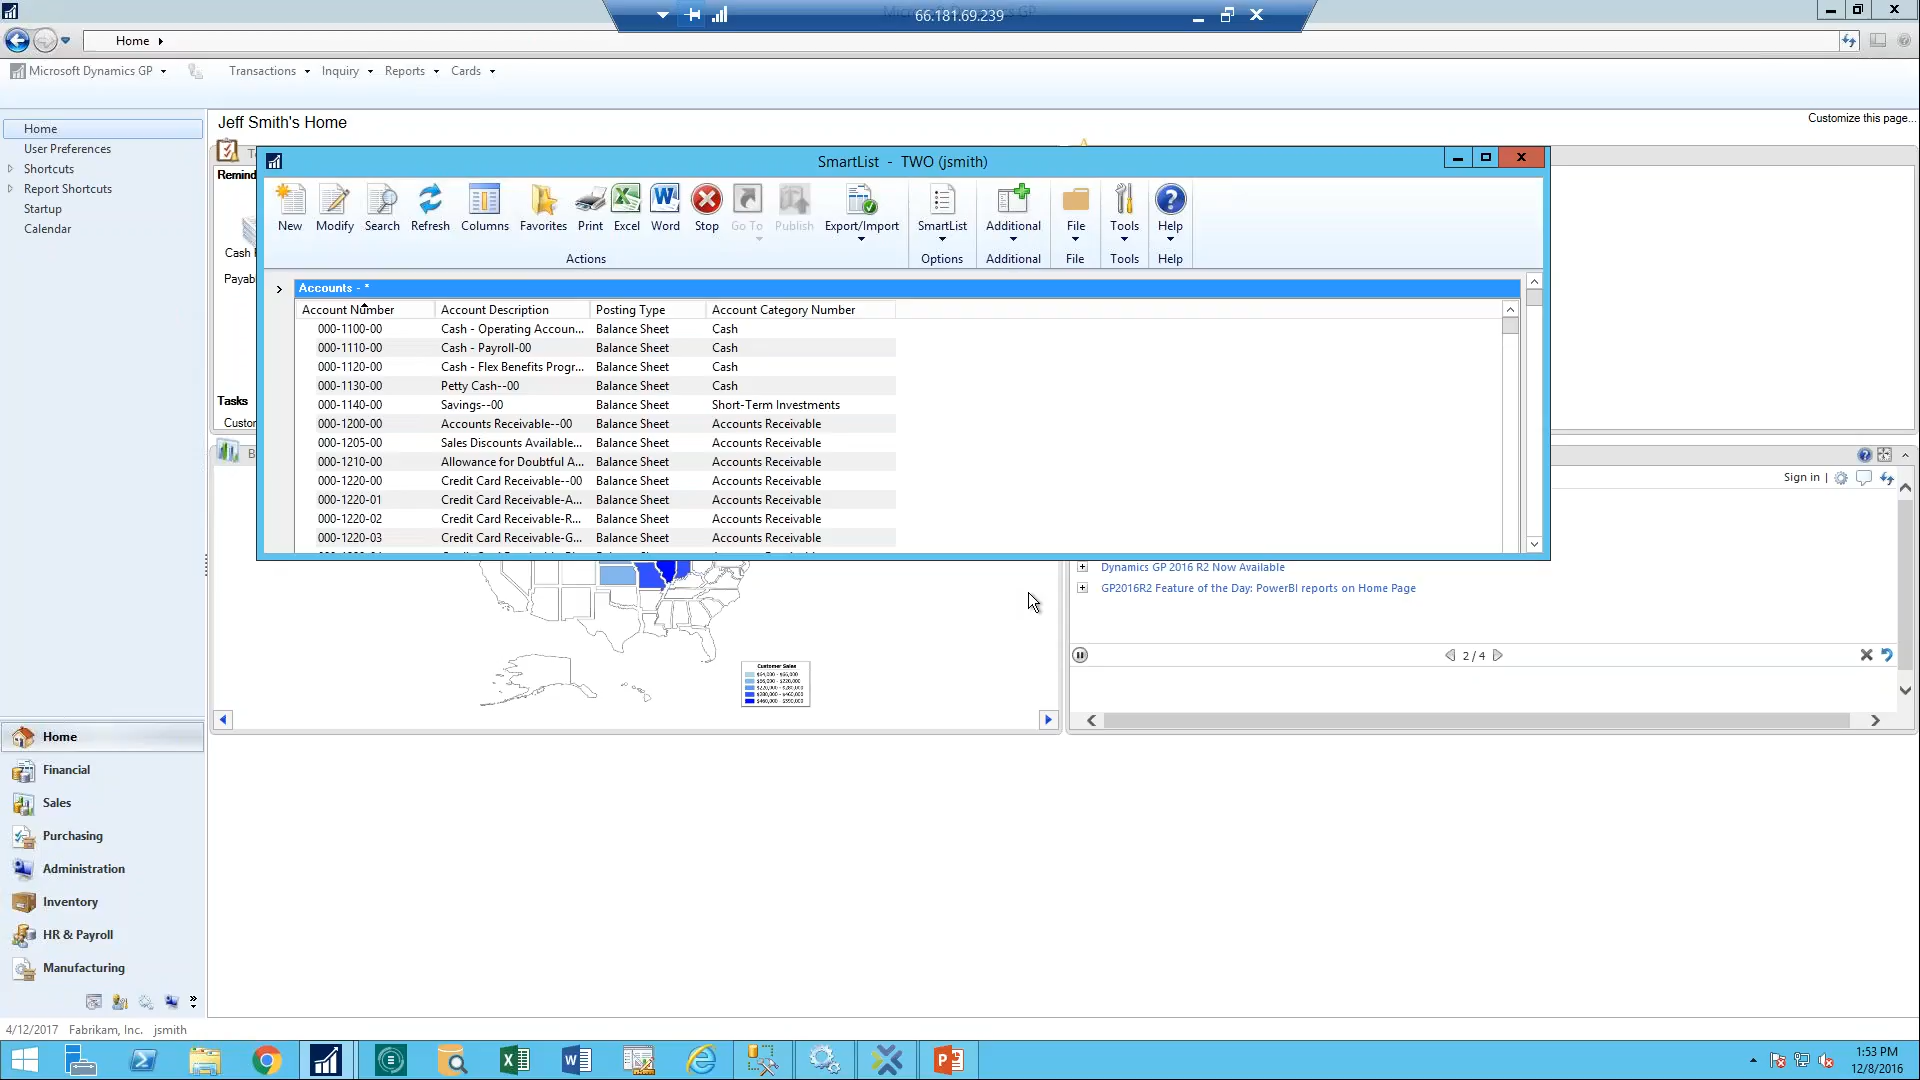 66.181.69.239
Home
Microsoft Dynamics GP
Transactions Inquiry Reports Cards
Home
User Preferences
Shortcuts
Report Shortcuts
Startup
Calendar
Jeff Smith's Home
Customize this page...
Remind
Cash
Payabl
Tasks
Custo
SmartList - TWO (jsmith)
New Modify Search Refresh Columns Favorites Print Excel Word Stop Go To Publish Export/Import SmartList Additional File Tools Help
Actions Options Additional File Tools Help
Accounts - *
Account Number Account Description Posting Type Account Category Number
000-1100-00 Cash - Operating Accoun... Balance Sheet Cash
000-1110-00 Cash - Payroll-00 Balance Sheet Cash
000-1120-00 Cash - Flex Benefits Progr... Balance Sheet Cash
000-1130-00 Petty Cash--00 Balance Sheet Cash
000-1140-00 Savings--00 Balance Sheet Short-Term Investments
000-1200-00 Accounts Receivable--00 Balance Sheet Accounts Receivable
000-1205-00 Sales Discounts Available... Balance Sheet Accounts Receivable
000-1210-00 Allowance for Doubtful A... Balance Sheet Accounts Receivable
000-1220-00 Credit Card Receivable--00 Balance Sheet Accounts Receivable
000-1220-01 Credit Card Receivable-A... Balance Sheet Accounts Receivable
000-1220-02 Credit Card Receivable-R... Balance Sheet Accounts Receivable
000-1220-03 Credit Card Receivable-G... Balance Sheet Accounts Receivable
Sign in |
Dynamics GP 2016 R2 Now Available
GP2016R2 Feature of the Day: PowerBI reports on Home Page
2 / 4
Customer Sales
Home
Financial
Sales
Purchasing
Administration
Inventory
HR & Payroll
Manufacturing
4/12/2017 Fabrikam, Inc. jsmith
1:53 PM
12/8/2016